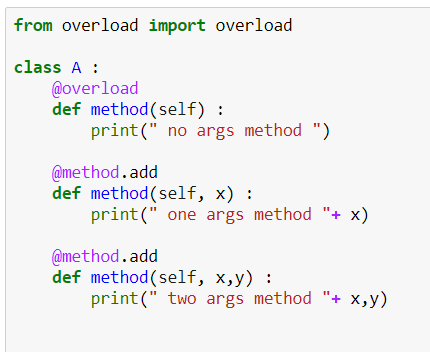 from overload import overload
class A :
    @overload
    def method(self) :
        print(" no args method ")
    @method.add
    def method(self, x) :
        print(" one args method "+ x)
    @method.add
    def method(self, x,y) :
        print(" two args method "+ x,y)